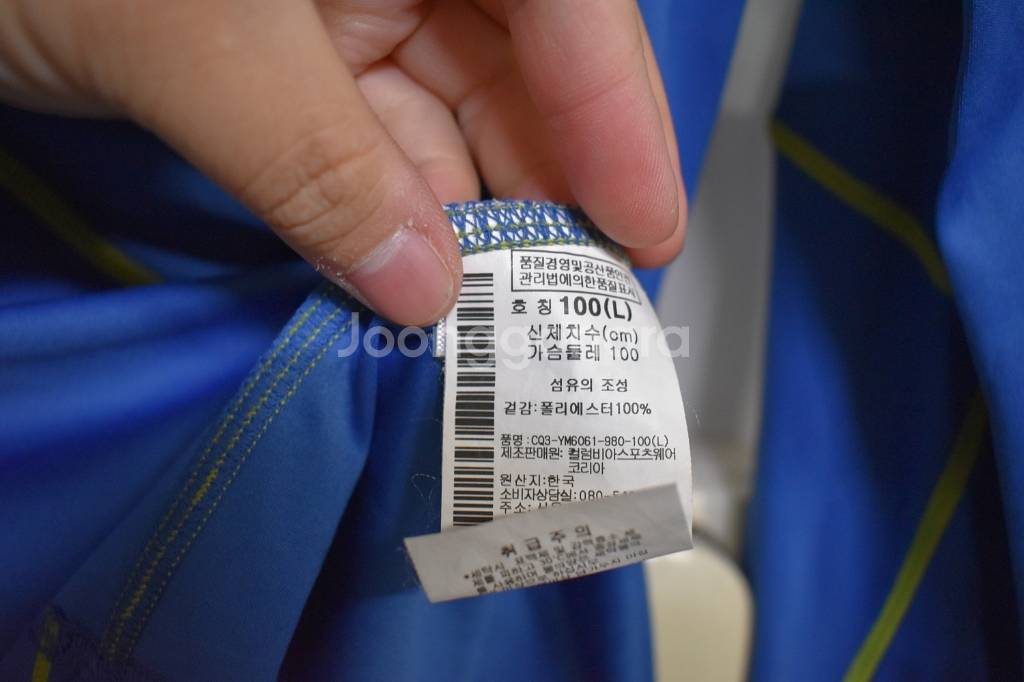 품질경영및공산품안전
관리법에의한품질표시
호 칭 100(L)
신체치수(cm)
가슴둘레 100
섬유의 조성
겉감:폴리에스터100%
품명:CQ3-YM6061-980-100(L)
제조판매원: 컬럼비아스포츠웨어
코리아
원산지:한국
소비자상담실:080-
주소:
취급주의